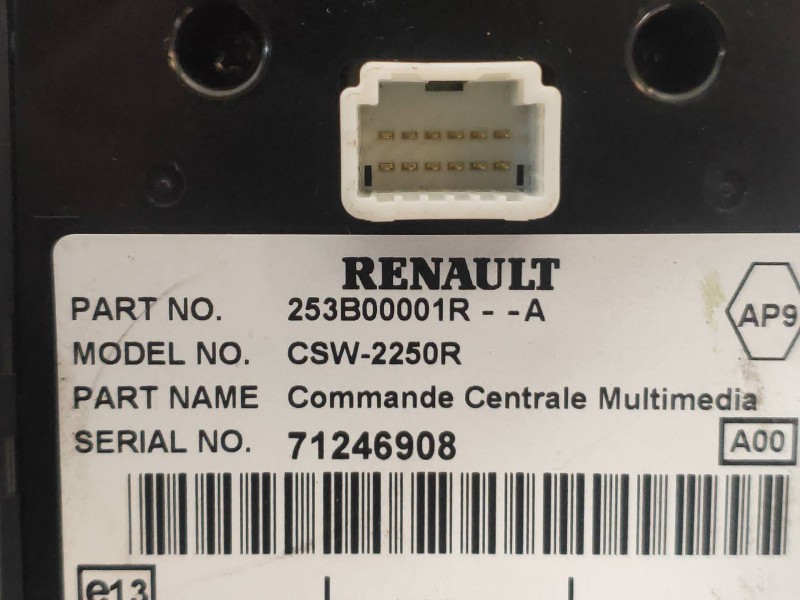 RENAULT
PART NO. 253B00001R - -A
AP9
MODEL NO. CSW-2250R
PART NAME Commande Centrale Multimedia
SERIAL NO. 71246908
A00
e13